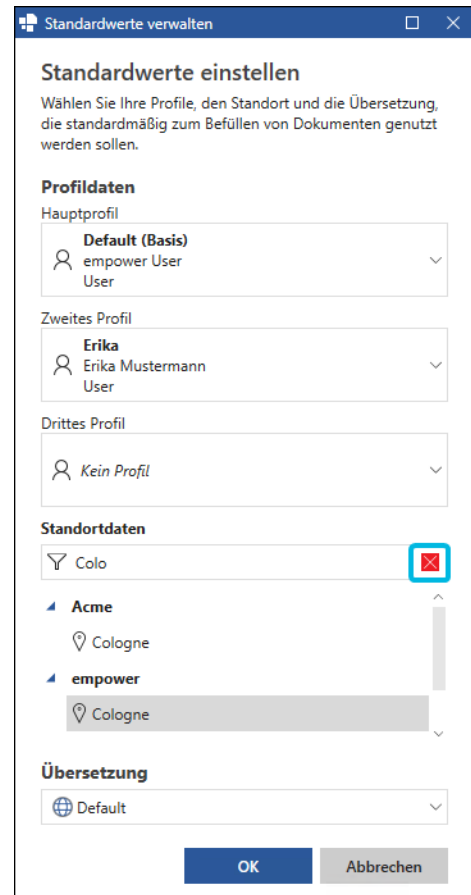 Standardwerte verwalten
Standardwerte einstellen
Wählen Sie Ihre Profile, den Standort und die Übersetzung,
die standardmäßig zum Befüllen von Dokumenten genutzt
werden sollen.
Profildaten
Hauptprofil
Default (Basis)
empower User
User
Zweites Profil
Erika
Erika Mustermann
User
Drittes Profil
Kein Profil
Standortdaten
Colo
Acme
Cologne
empower
Cologne
Übersetzung
Default
OK
Abbrechen